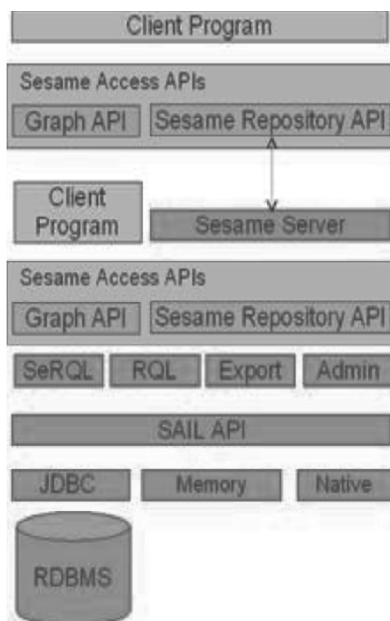 Client Program
Sesame Access APIs
Graph API
Sesame Repository API
Client
Program
Sesame Server
Sesame Access APIs
Graph API
Sesame Repository API
SeRQL
RQL
Export
Admin
SAIL API
JDBC
Memory
Native
RDBMS